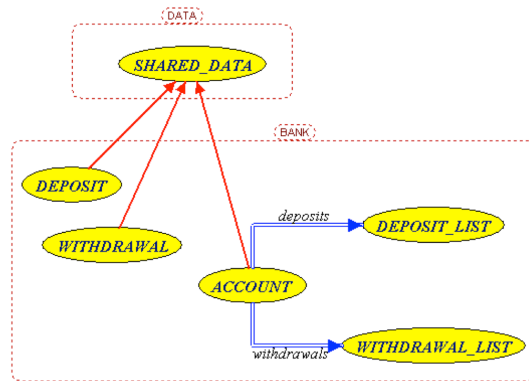 DATA
SHARED_DATA
BANK
DEPOSIT
deposits
DEPOSIT_LIST
WITHDRAWAL
ACCOUNT
withdrawals
WITHDRAWAL_LIST